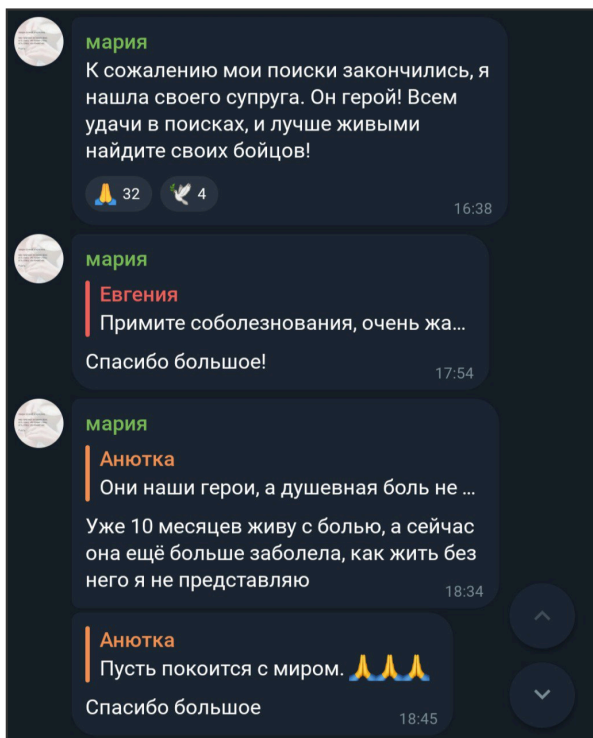 мария
К сожалению мои поиски закончились, я
нашла своего супруга. Он герой! Всем
удачи в поисках, и лучше живыми
найдите своих бойцов!
32 4
16:38
мария
Евгения
Примите соболезнования, очень жа...
Спасибо большое!
17:54
мария
Анютка
Они наши герои, а душевная боль не ...
Уже 10 месяцев живу с болью, а сейчас
она ещё больше заболела, как жить без
него я не представляю
18:34
Анютка
Пусть покоится с миром. 🙏🙏🙏
Спасибо большое
18:45